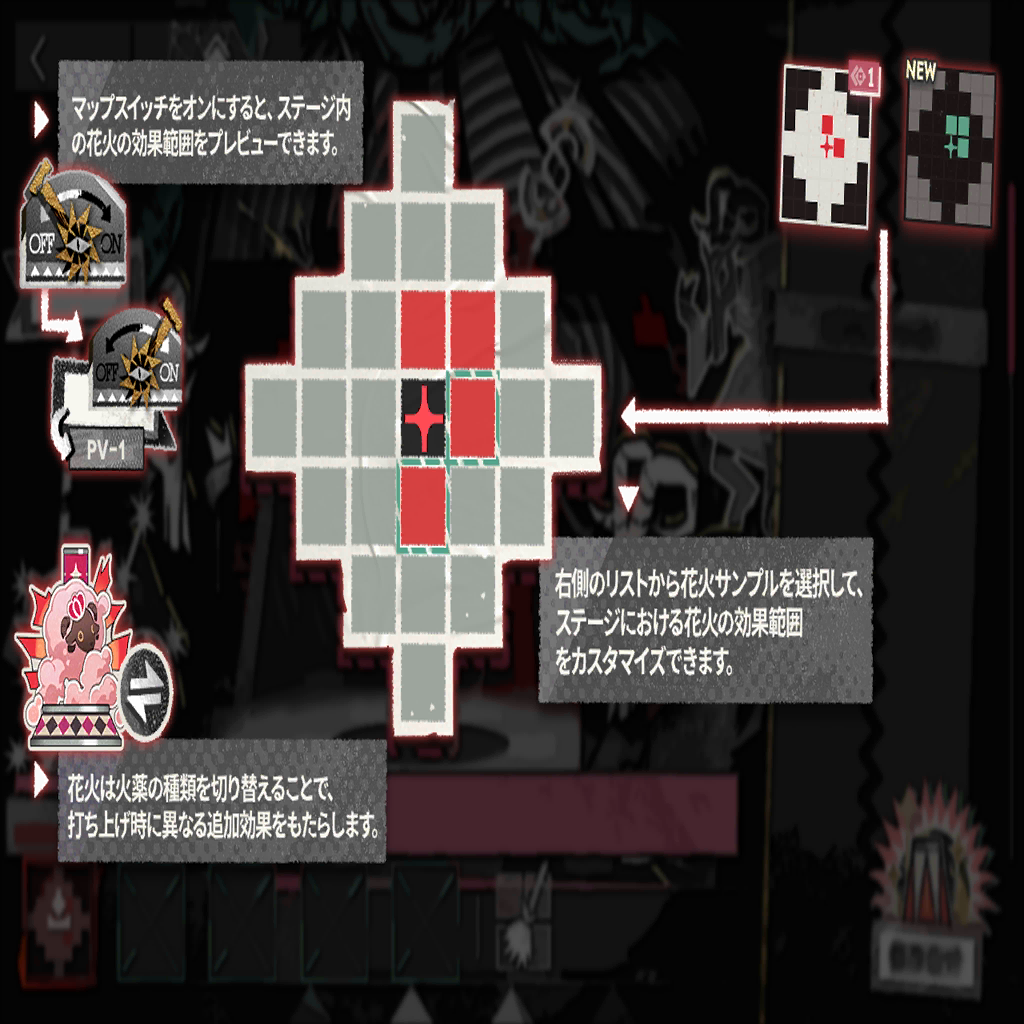 マップスイッチをオンにすると、ステージ内
の花火の効果範囲をプレビューできます。
OFF ON
OFF ON
PV-1
1
NEW
右側のリストから花火サンプルを選択して、
ステージにおける花火の効果範囲
をカスタマイズできます。
花火は火薬の種類を切り替えることで、
打ち上げ時に異なる追加効果をもたらします。